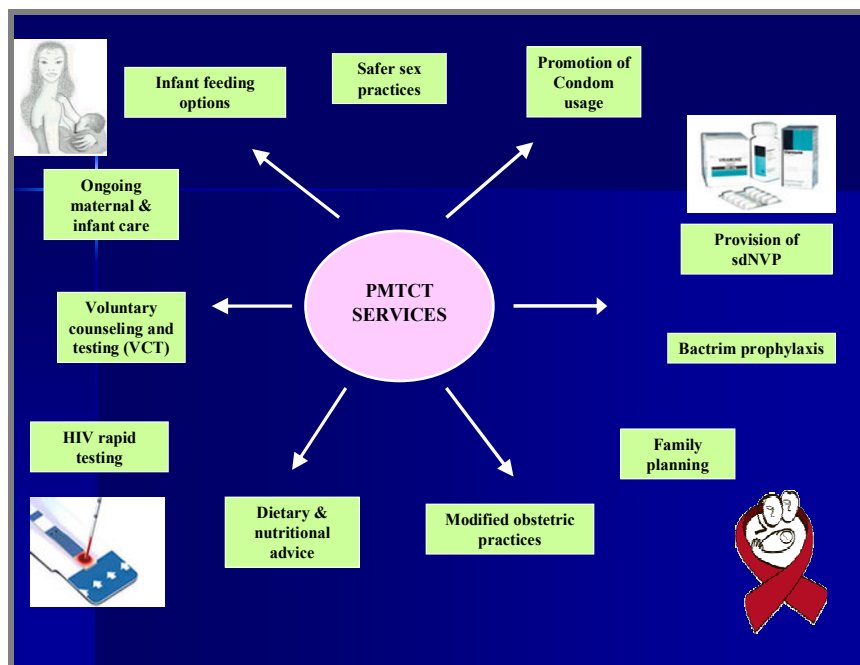 Infant feeding
options
Safer sex
practices
Promotion of
Condom
usage
Ongoing
maternal &
infant care
Provision of
sdNVP
PMTCT
SERVICES
Voluntary
counseling and
testing (VCT)
Bactrim prophylaxis
HIV rapid
testing
Family
planning
Dietary &
nutritional
advice
Modified obstetric
practices